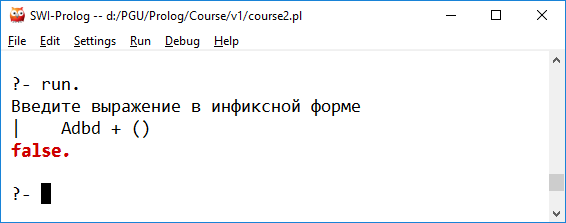 SWI-Prolog -- d:/PGU/Prolog/Course/v1/course2.pl
File Edit Settings Run Debug Help
?- run.
Введите выражение в инфиксной форме
| Adbd + ()
false.
?-